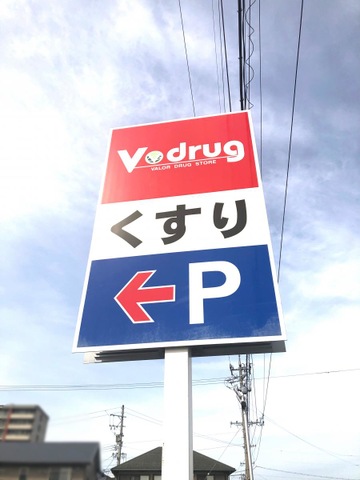 V drug
VALOR DRUG STORE
くすり
← P